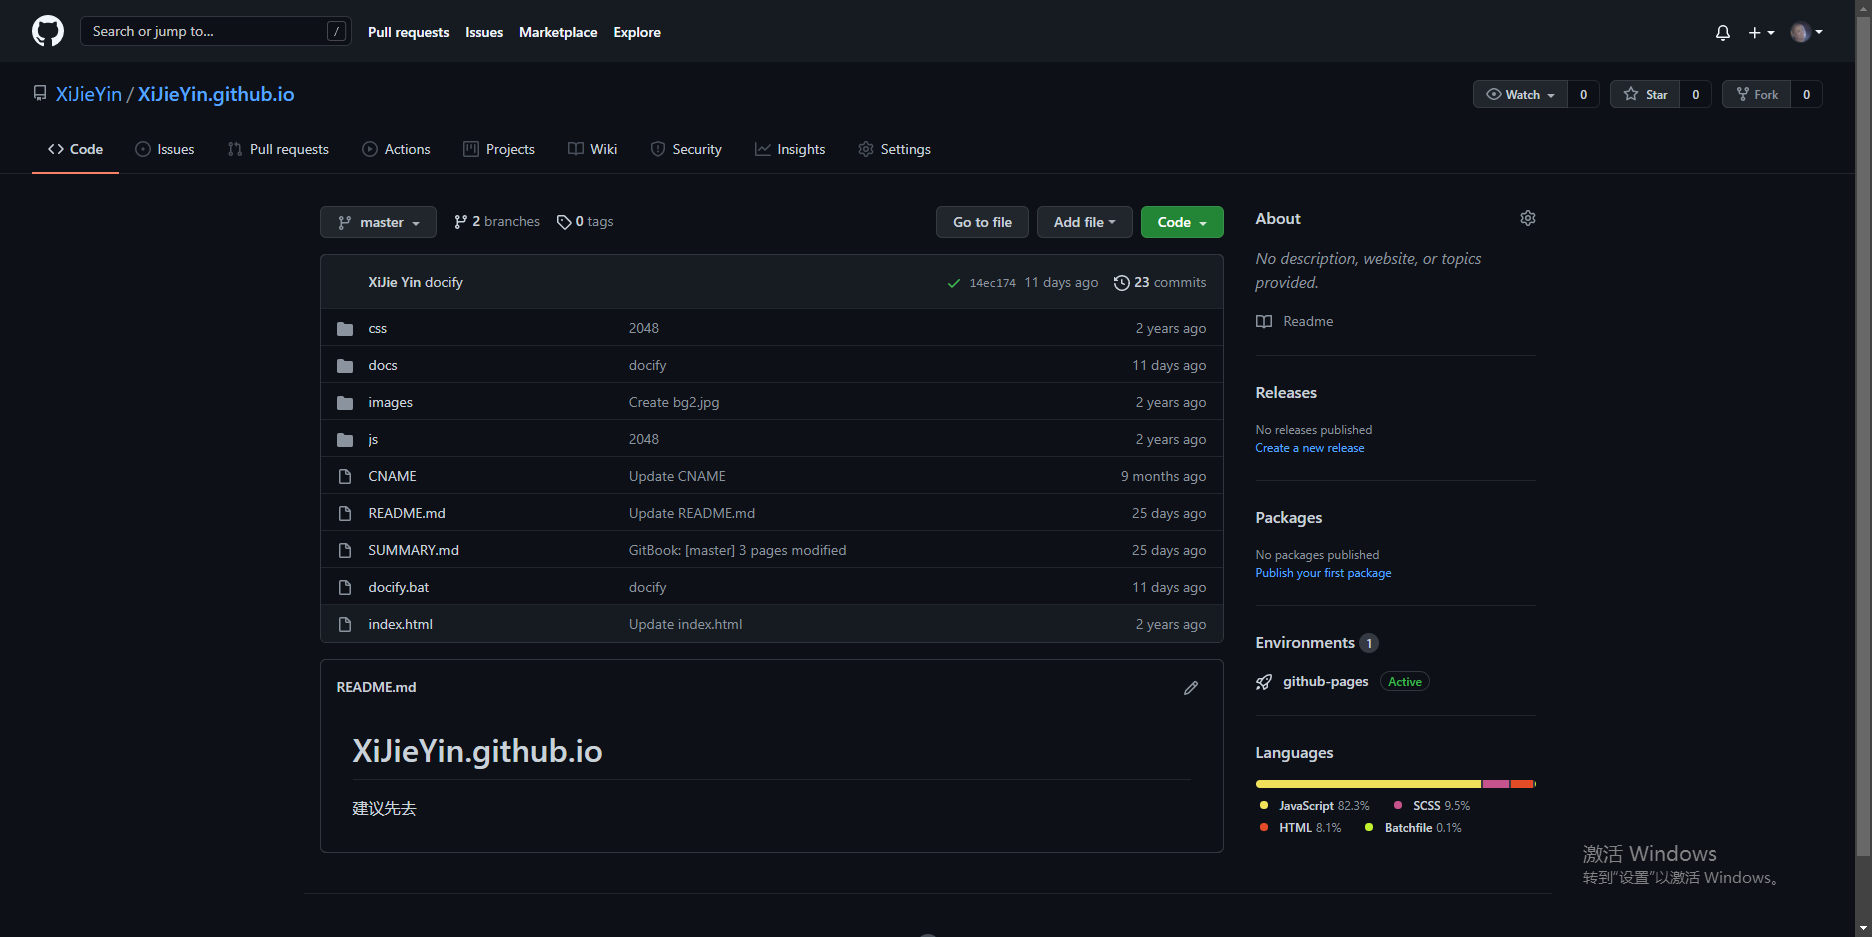 Search or jump to... /
Pull requests Issues Marketplace Explore
XiJieYin / XiJieYin.github.io
Watch 0 Star 0 Fork 0
Code Issues Pull requests Actions Projects Wiki Security Insights Settings
master 2 branches 0 tags Go to file Add file Code
XiJie Yin docify 14ec174 11 days ago 23 commits
css 2048 2 years ago
docs docify 11 days ago
images Create bg2.jpg 2 years ago
js 2048 2 years ago
CNAME Update CNAME 9 months ago
README.md Update README.md 25 days ago
SUMMARY.md GitBook: [master] 3 pages modified 25 days ago
docify.bat docify 11 days ago
index.html Update index.html 2 years ago
README.md
XiJieYin.github.io
建议先去
About
No description, website, or topics
provided.
Readme
Releases
No releases published
Create a new release
Packages
No packages published
Publish your first package
Environments 1
github-pages Active
Languages
JavaScript 82.3% SCSS 9.5%
HTML 8.1% Batchfile 0.1%
激活 Windows
转到“设置”以激活 Windows。